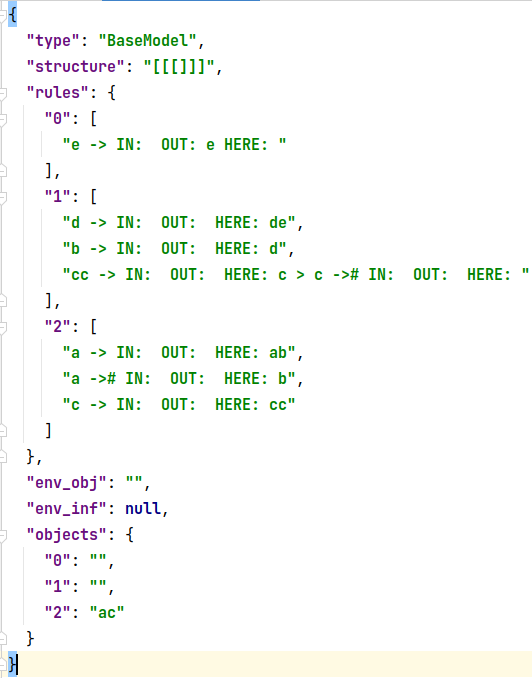 {
"type": "BaseModel",
"structure": "[[[]]]",
"rules": {
"0": [
"e -> IN:  OUT: e HERE: "
],
"1": [
"d -> IN:  OUT:  HERE: de",
"b -> IN:  OUT:  HERE: d",
"cc -> IN:  OUT:  HERE: c > c -># IN:  OUT:  HERE: "
],
"2": [
"a -> IN:  OUT:  HERE: ab",
"a -># IN:  OUT:  HERE: b",
"c -> IN:  OUT:  HERE: cc"
]
},
"env_obj": "",
"env_inf": null,
"objects": {
"0": "",
"1": "",
"2": "ac"
}
}